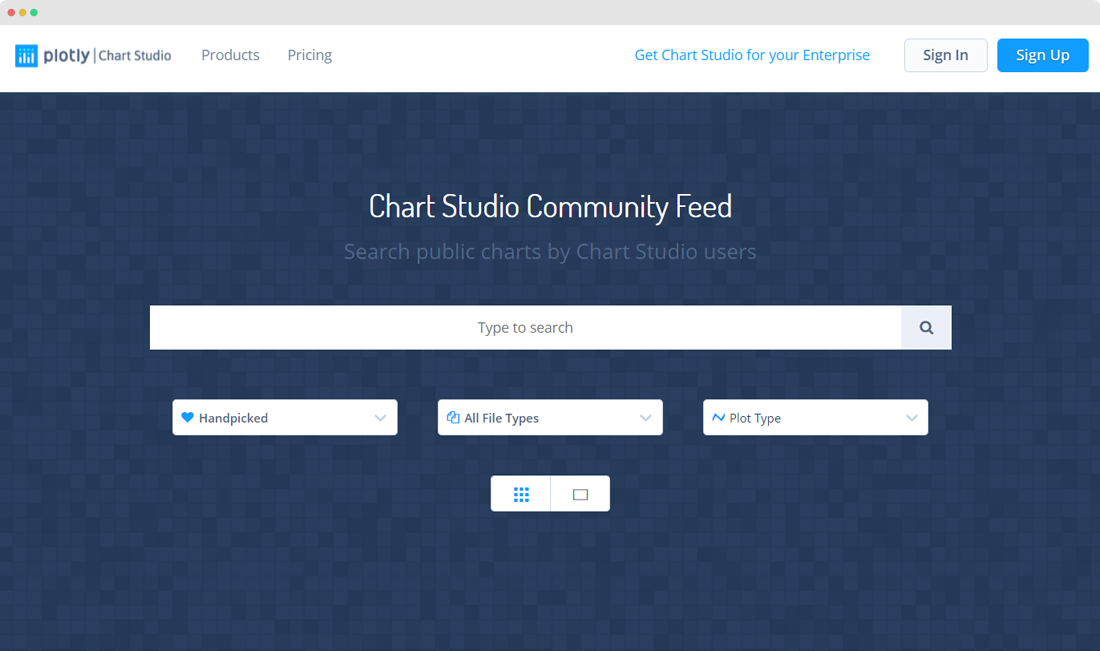 plotly | Chart Studio Products Pricing Get Chart Studio for your Enterprise Sign In Sign Up
Chart Studio Community Feed
Search public charts by Chart Studio users
Type to search
Handpicked All File Types Plot Type